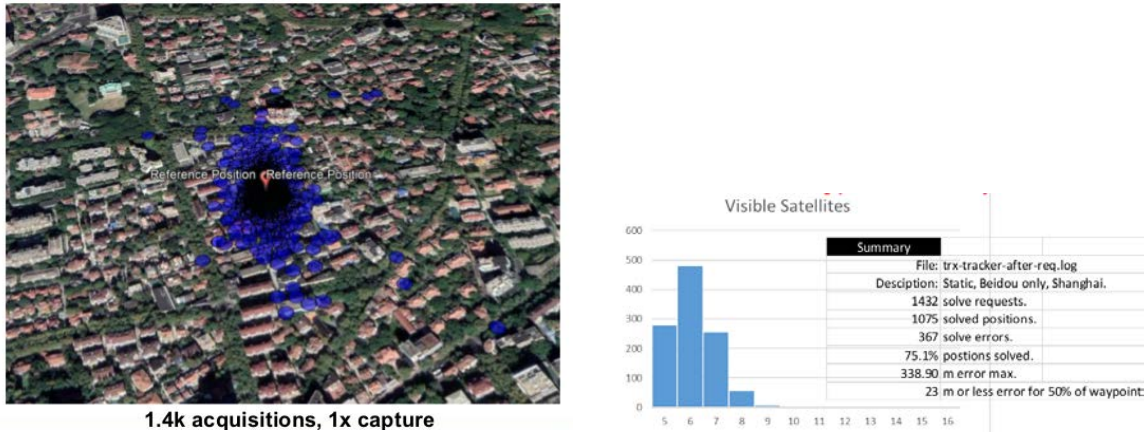 Reference Position Reference Position
1.4k acquisitions, 1x capture
Visible Satellites
600
500
400
300
200
100
0
5 6 7 8 9 10 11 12 13 14 15 16
Summary
File: trx-tracker-after-req.log
Desciption: Static, Beidou only, Shanghai.
1432 solve requests.
1075 solved positions.
367 solve errors.
75.1% postions solved.
338.90 m error max.
23 m or less error for 50% of waypoint: